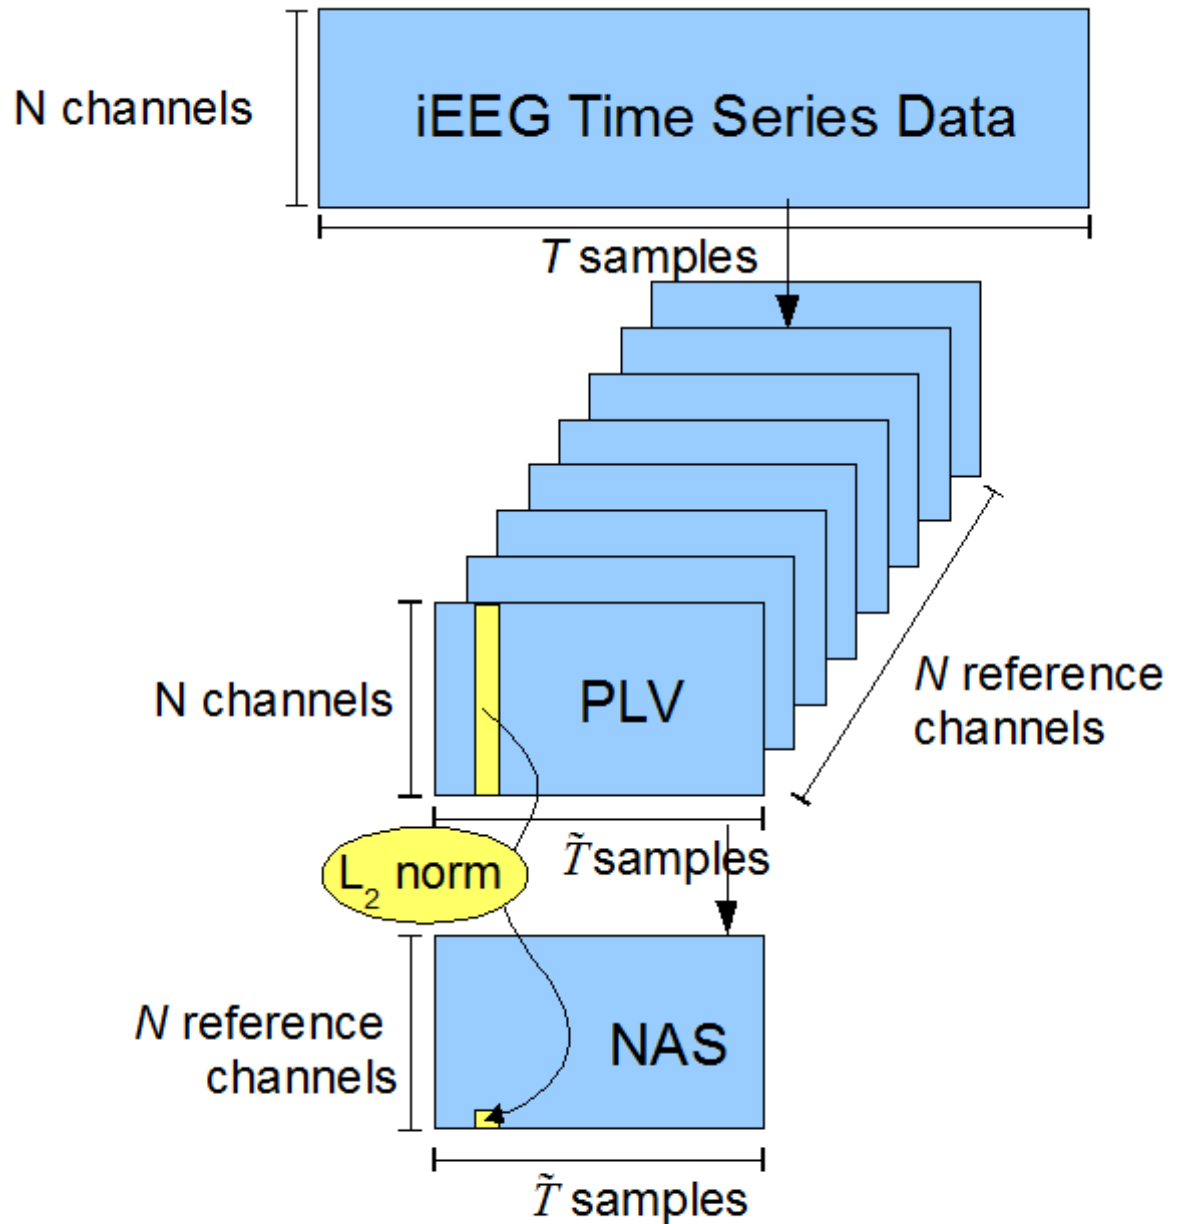 N channels
iEEG Time Series Data
T samples
N channels
PLV
N reference
channels
T̃ samples
L₂ norm
N reference
channels
NAS
T̃ samples